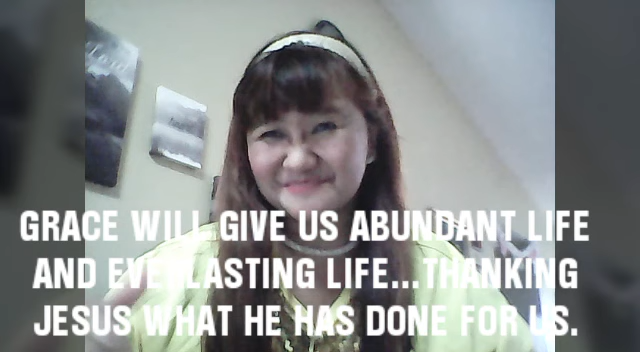 GRACE WILL GIVE US ABUNDANT LIFE
AND EVERLASTING LIFE...THANKING
JESUS WHAT HE HAS DONE FOR US.